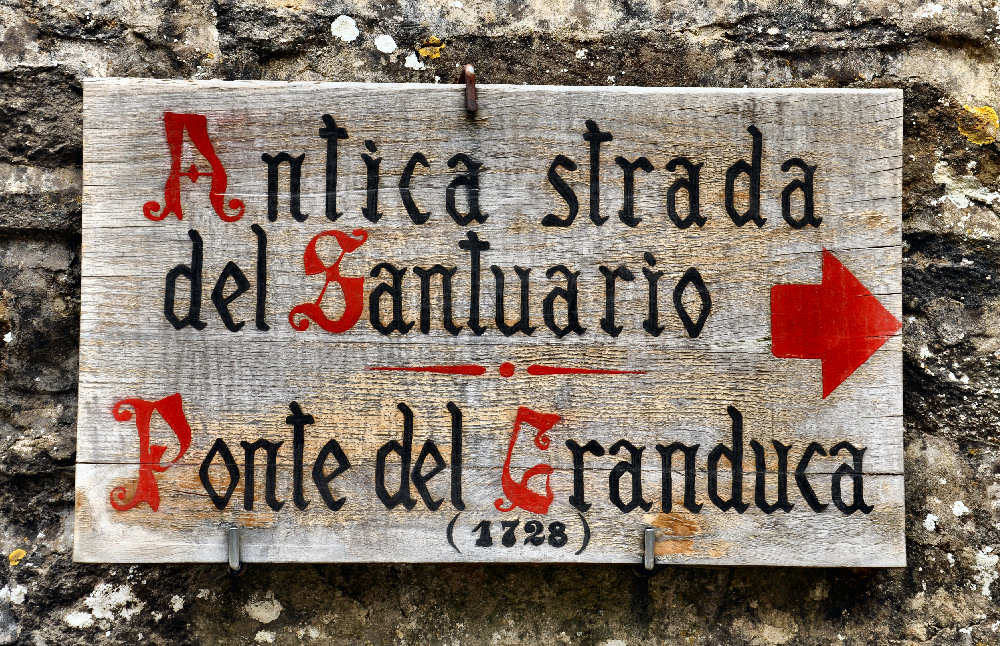 Antica strada
del Santuario
Ponte del Granduca
(1728)